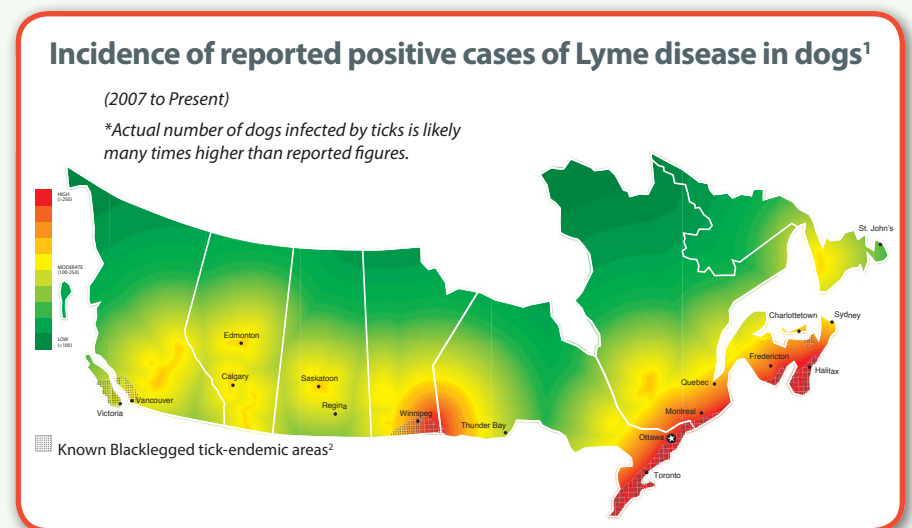 Incidence of reported positive cases of Lyme disease in dogs¹
(2007 to Present)
*Actual number of dogs infected by ticks is likely
many times higher than reported figures.
HIGH
(>250)
MODERATE
(100-250)
LOW
(<100)
St. John's
Charlottetown
Sydney
Edmonton
Fredericton
Halifax
Calgary
Saskatoon
Quebec
Regina
Vancouver
Victoria
Winnipeg
Montreal
Thunder Bay
Ottawa
Toronto
Known Blacklegged tick-endemic areas²